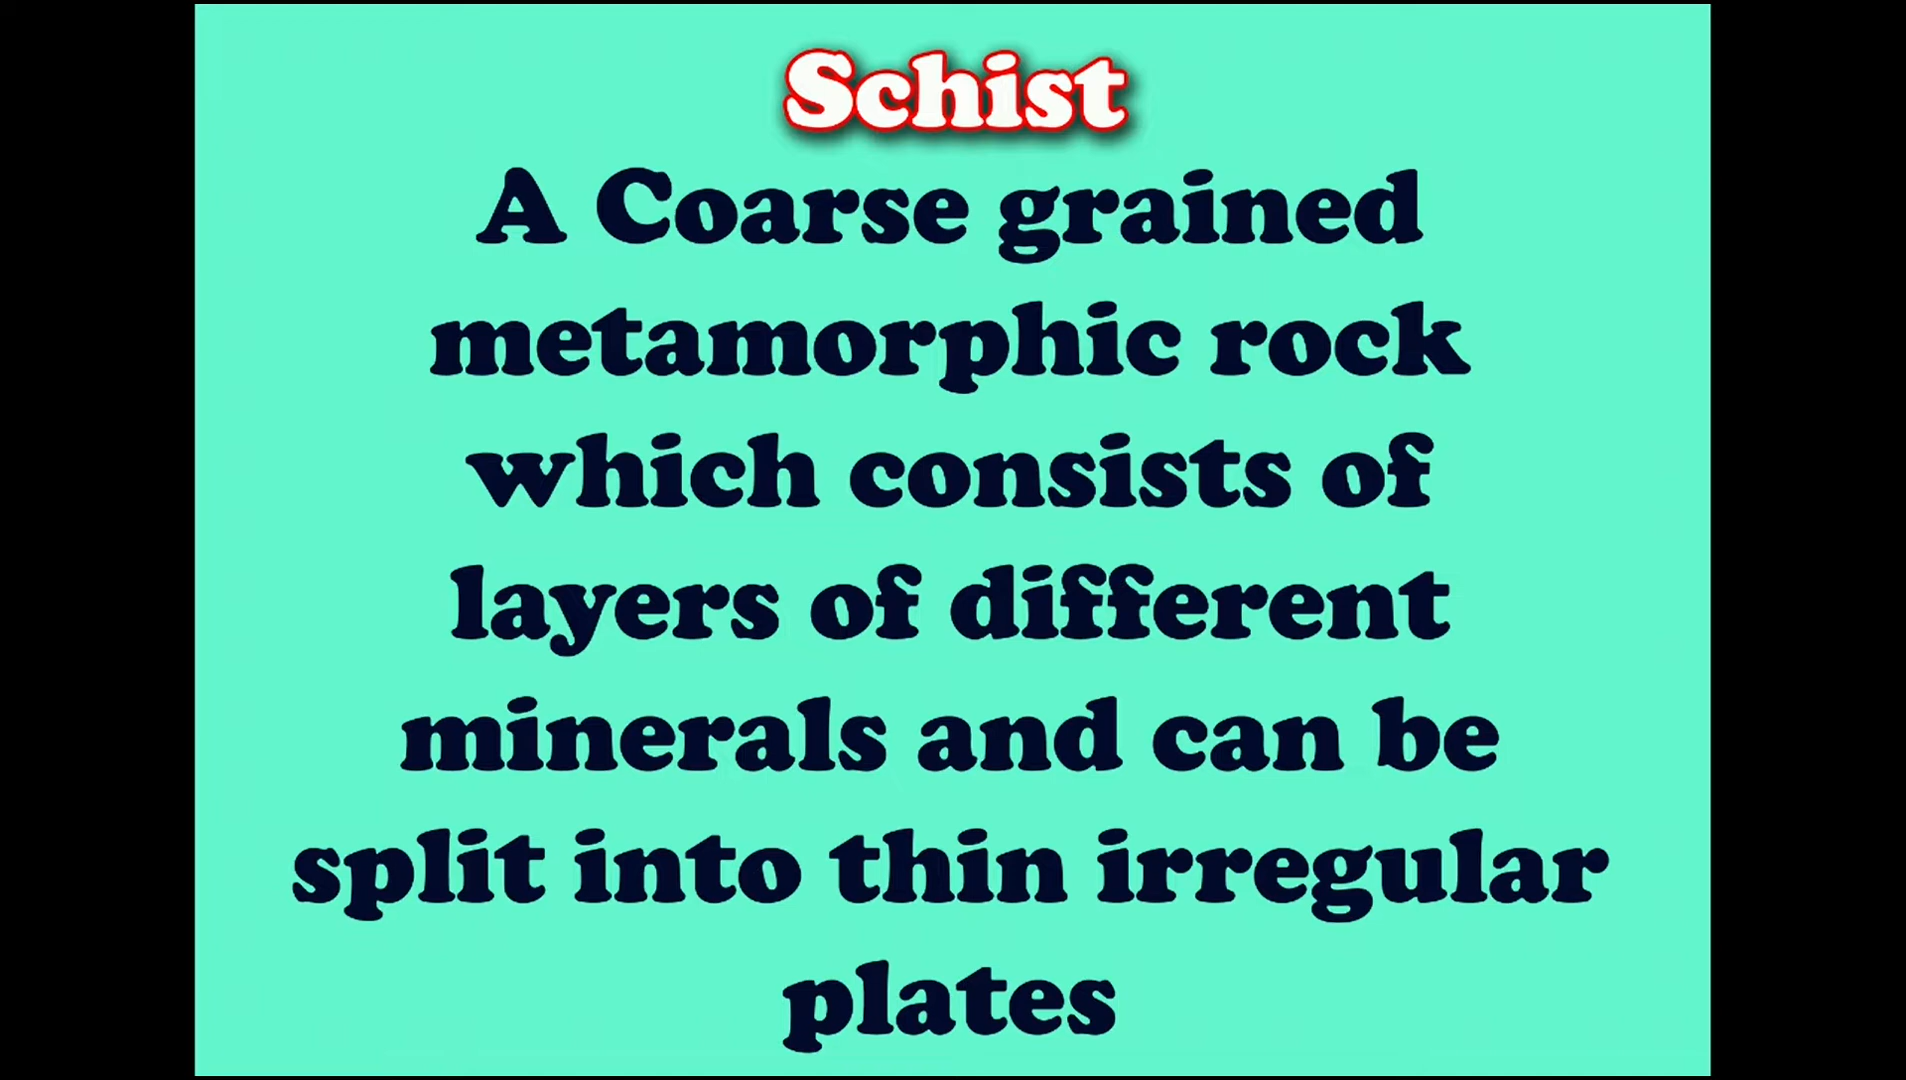 Schist
A Coarse grained
metamorphic rock
which consists of
layers of different
minerals and can be
split into thin irregular
plates